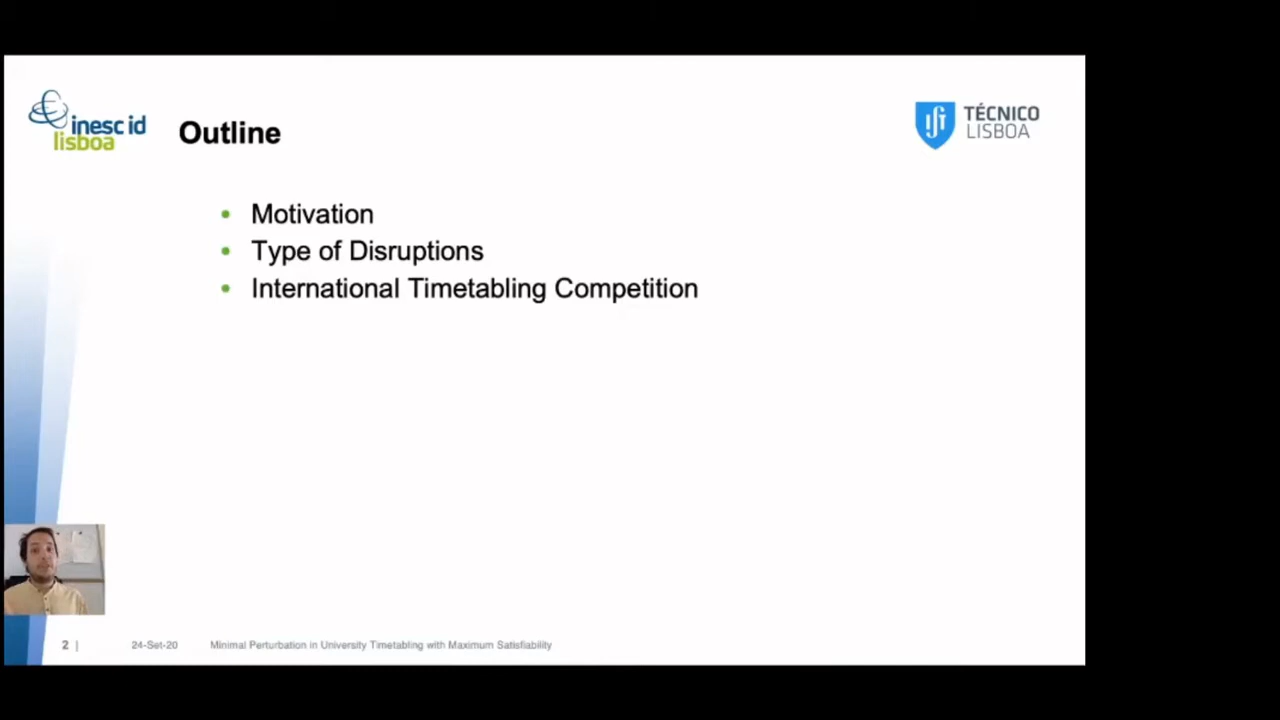 inesc id
lisboa
Outline
TÉCNICO
LISBOA
• Motivation
• Type of Disruptions
• International Timetabling Competition
2 | 24-Set-20 Minimal Perturbation in University Timetabling with Maximum Satisfiability